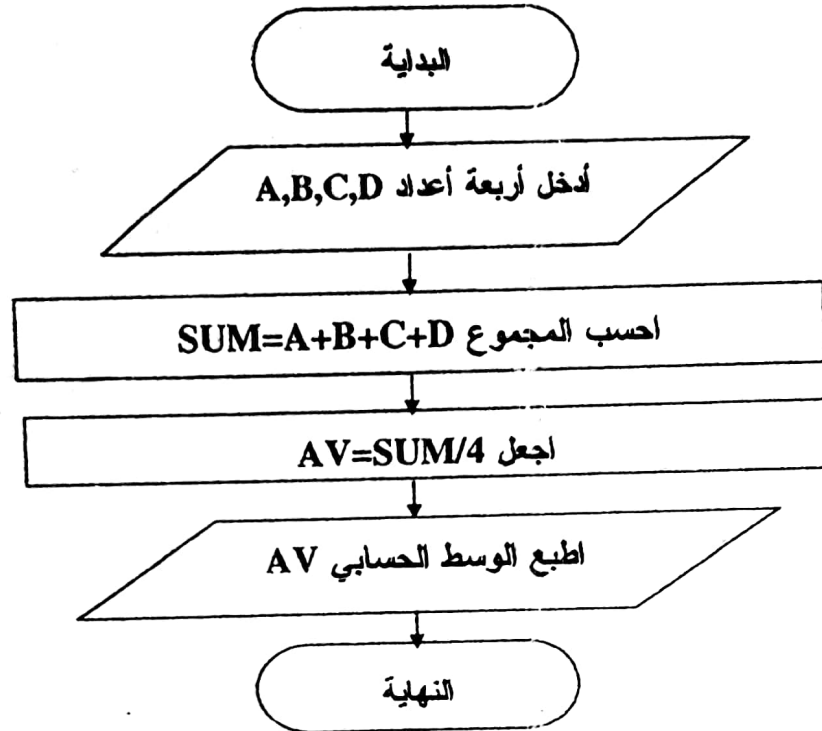 البداية
أدخل أربعة أعداد A,B,C,D
احسب المجموع SUM=A+B+C+D
اجعل AV=SUM/4
اطبع الوسط الحسابي AV
النهاية